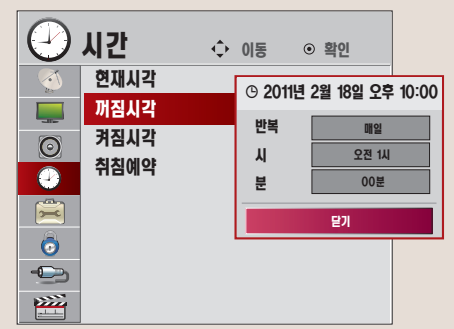 시간 이동 확인
현재시각
꺼짐시각
켜짐시각
취침예약
2011년 2월 18일 오후 10:00
반복 매일
시 오전 1시
분 00분
닫기